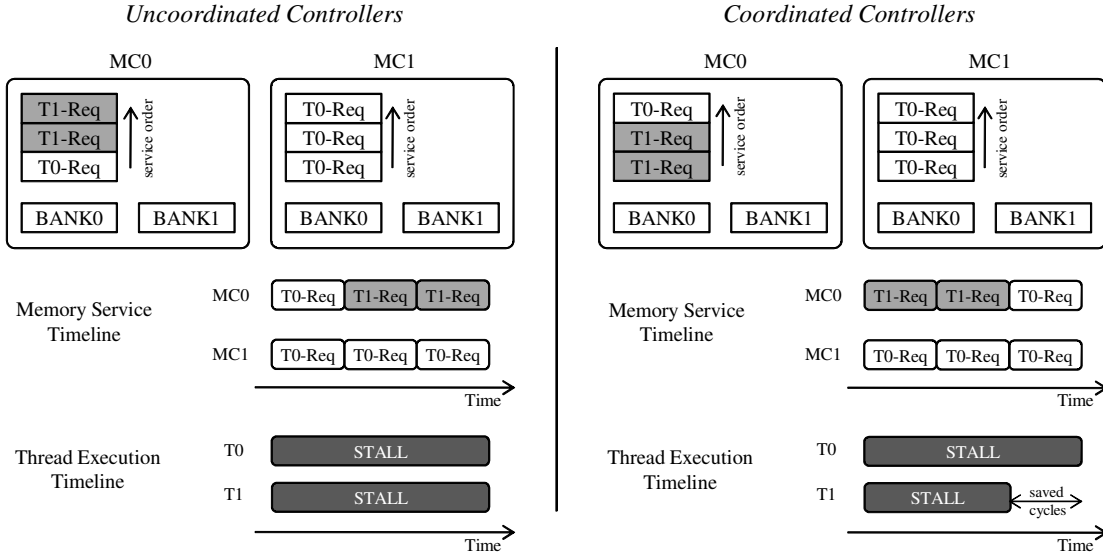 Uncoordinated Controllers
MC0
MC1
T1-Req
T1-Req
T0-Req
service order
BANK0
BANK1
T0-Req
T0-Req
T0-Req
service order
BANK0
BANK1
Memory Service
Timeline
MC0
T0-Req
T1-Req
T1-Req
MC1
T0-Req
T0-Req
T0-Req
Time
Thread Execution
Timeline
T0
STALL
T1
STALL
Time
Coordinated Controllers
MC0
MC1
T0-Req
T1-Req
T1-Req
service order
BANK0
BANK1
T0-Req
T0-Req
T0-Req
service order
BANK0
BANK1
Memory Service
Timeline
MC0
T1-Req
T1-Req
T0-Req
MC1
T0-Req
T0-Req
T0-Req
Time
Thread Execution
Timeline
T0
STALL
T1
STALL
saved
cycles
Time